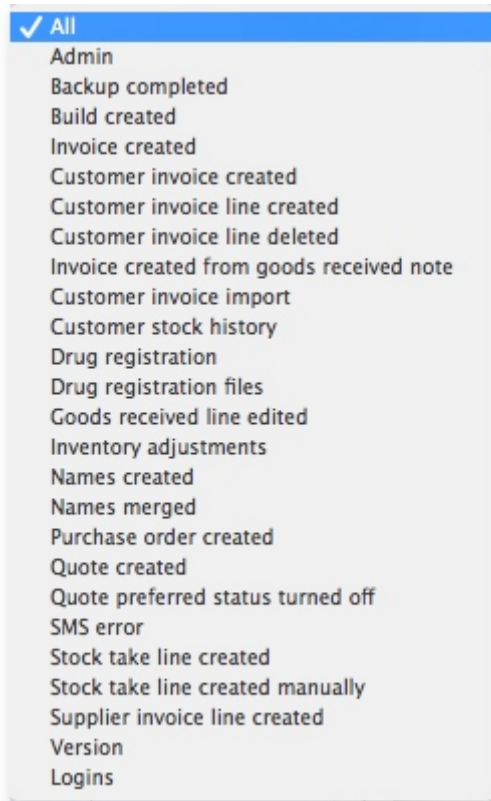 All
Admin
Backup completed
Build created
Invoice created
Customer invoice created
Customer invoice line created
Customer invoice line deleted
Invoice created from goods received note
Customer invoice import
Customer stock history
Drug registration
Drug registration files
Goods received line edited
Inventory adjustments
Names created
Names merged
Purchase order created
Quote created
Quote preferred status turned off
SMS error
Stock take line created
Stock take line created manually
Supplier invoice line created
Version
Logins